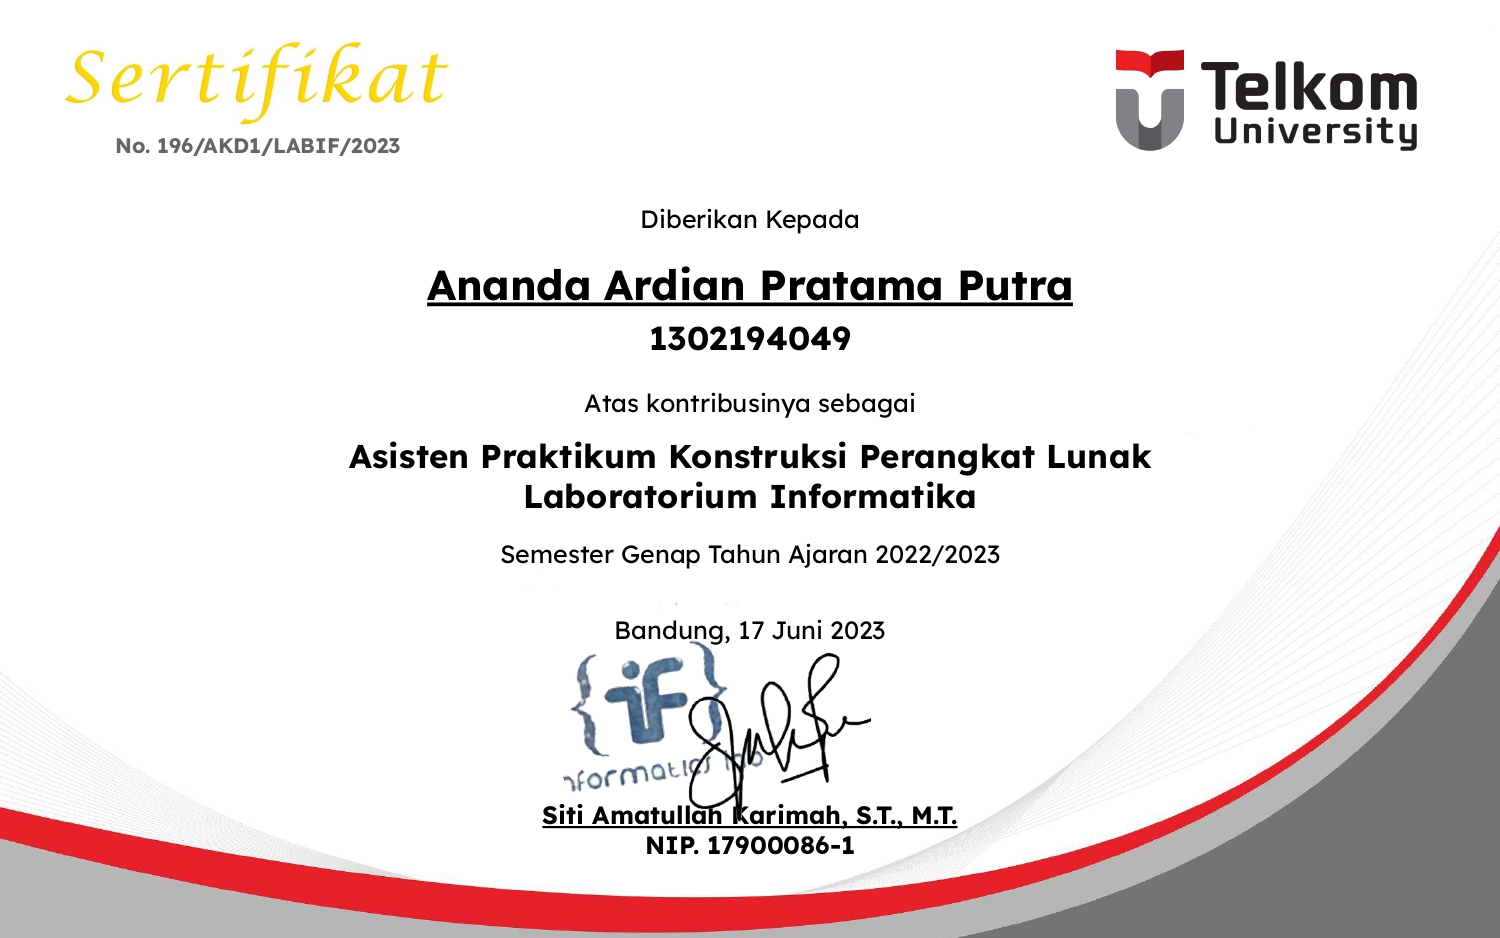 Sertifikat
No. 196/AKD1/LABIF/2023
Telkom
University
Diberikan Kepada
Ananda Ardian Pratama Putra
1302194049
Atas kontribusinya sebagai
Asisten Praktikum Konstruksi Perangkat Lunak
Laboratorium Informatika
Semester Genap Tahun Ajaran 2022/2023
Bandung, 17 Juni 2023
{iF}
informatics lab
Siti Amatullah Karimah, S.T., M.T.
NIP. 17900086-1